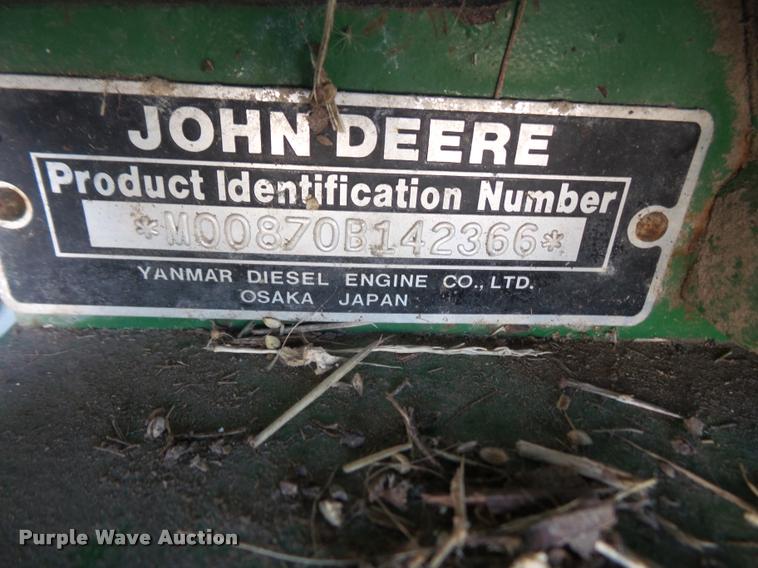 JOHN DEERE
Product Identification Number
*M00870B142366*
YANMAR DIESEL ENGINE CO., LTD.
OSAKA JAPAN
Purple Wave Auction